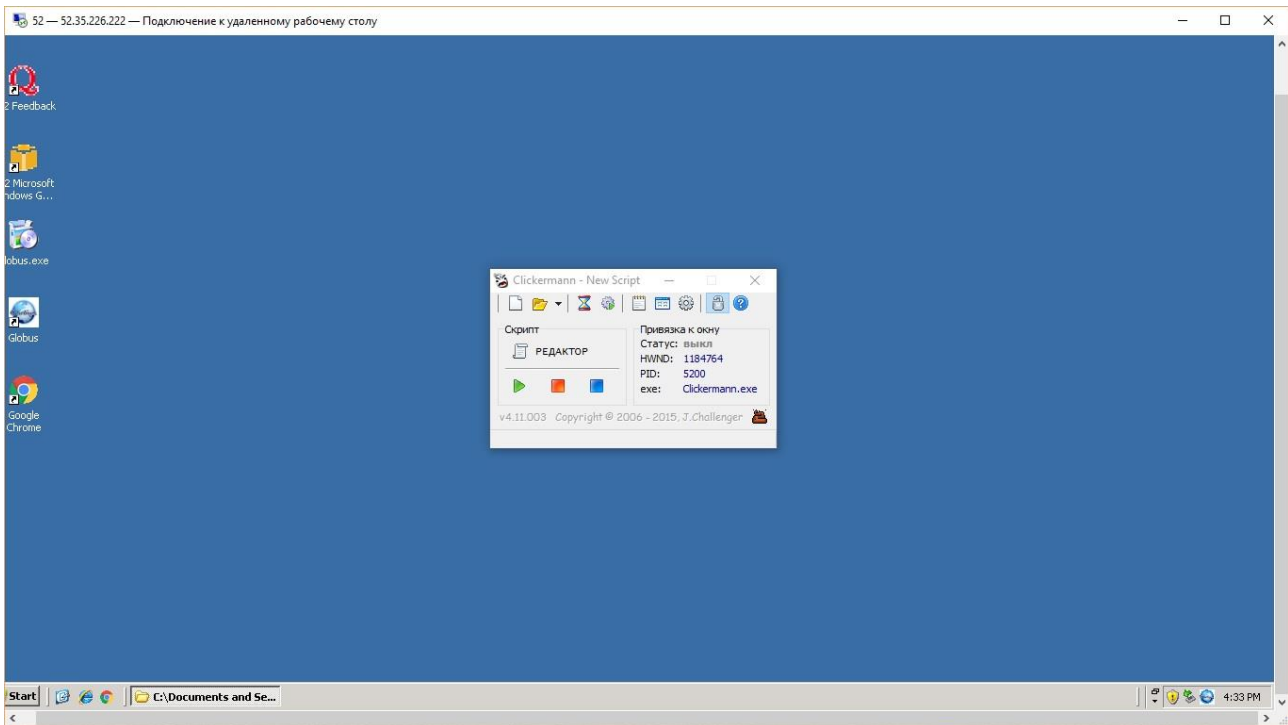 52 — 52.35.226.222 — Подключение к удаленному рабочему столу
2 Feedback
2 Microsoft
ndows G...
lobus.exe
Globus
Google
Chrome
Clickermann - New Script
Скрипт
РЕДАКТОР
Привязка к окну
Статус: выкл
HWND: 1184764
PID: 5200
exe: Clickermann.exe
v4.11.003 Copyright © 2006 - 2015, J.Challenger
Start
C:\Documents and Se...
4:33 PM